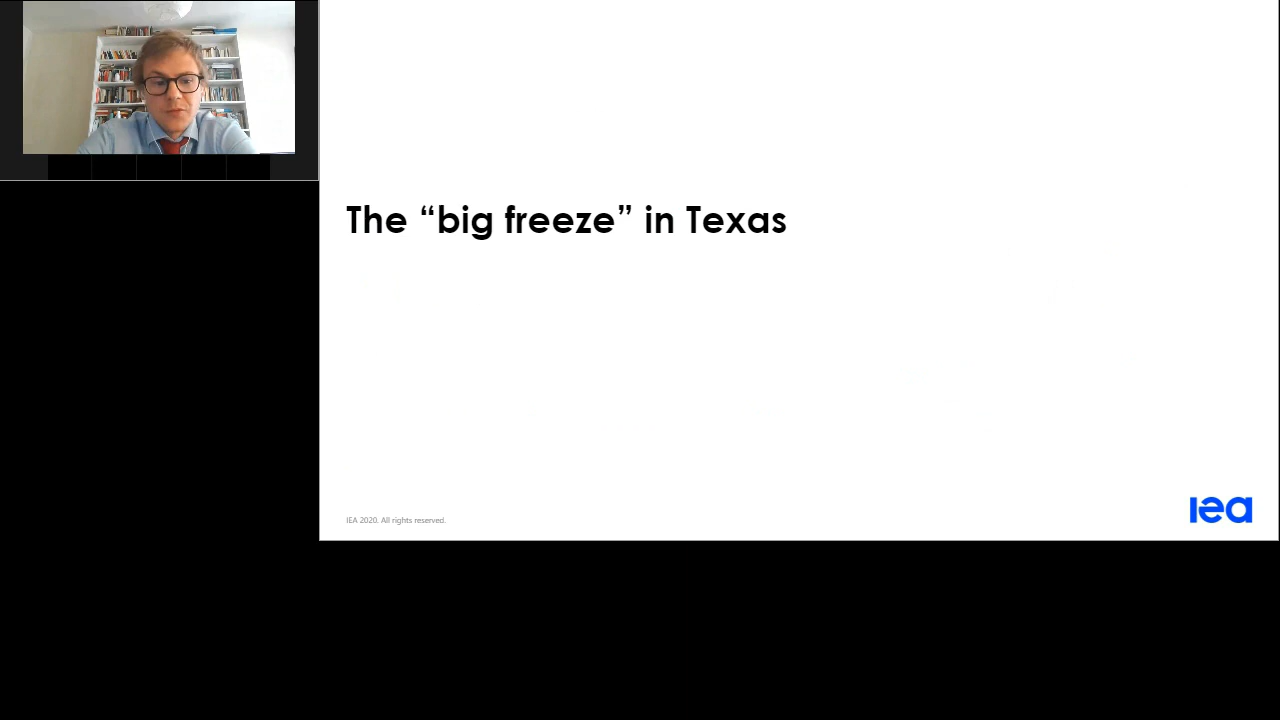 The “big freeze” in Texas
IEA 2020. All rights reserved.
iea